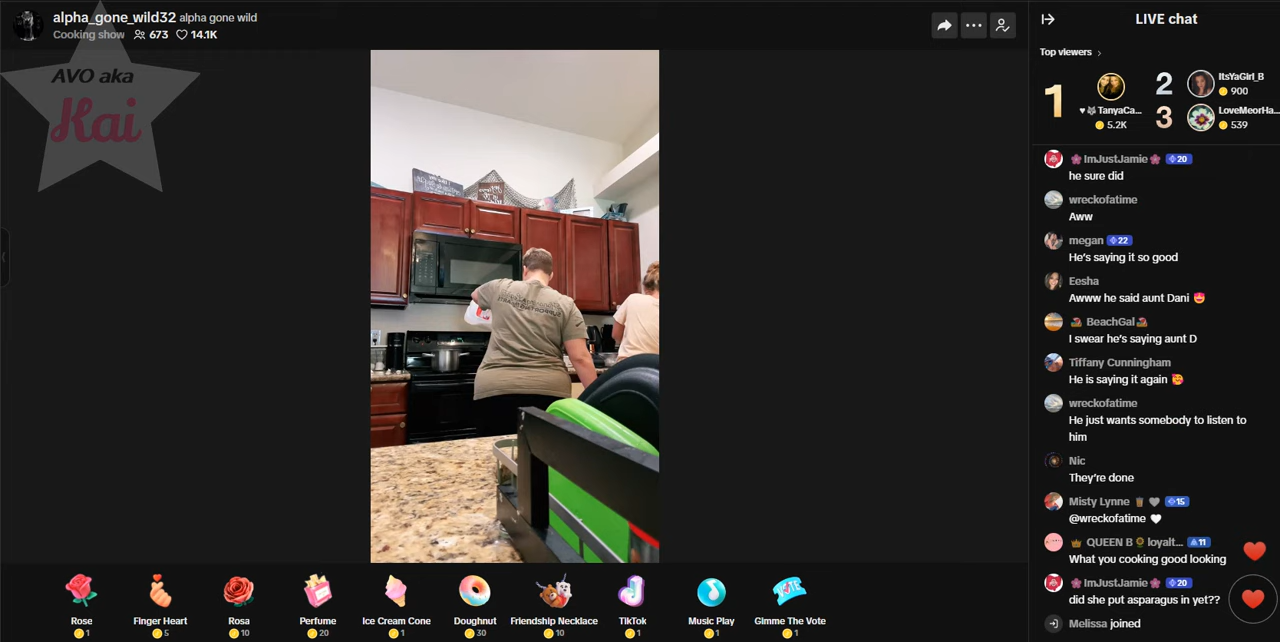 alpha_gone_wild32 alpha gone wild
Cooking show 673 14.1K
AVO aka
Kai
LIVE chat
Top viewers
1
TanyaCa...
5.2K
2
ItsYaGirl_B
900
3
LoveMeorHa...
539
ImJustJamie 20
he sure did
wreckofatime
Aww
megan 22
He's saying it so good
Eesha
Awww he said aunt Dani
BeachGal
I swear he's saying aunt D
Tiffany Cunningham
He is saying it again
wreckofatime
He just wants somebody to listen to
him
Nic
They're done
Misty Lynne 15
@wreckofatime
QUEEN B loyalt... 11
What you cooking good looking
ImJustJamie 20
did she put asparagus in yet??
Melissa joined
Rose
1
Finger Heart
5
Rosa
10
Perfume
20
Ice Cream Cone
1
Doughnut
30
Friendship Necklace
10
TikTok
1
Music Play
1
Gimme The Vote
1